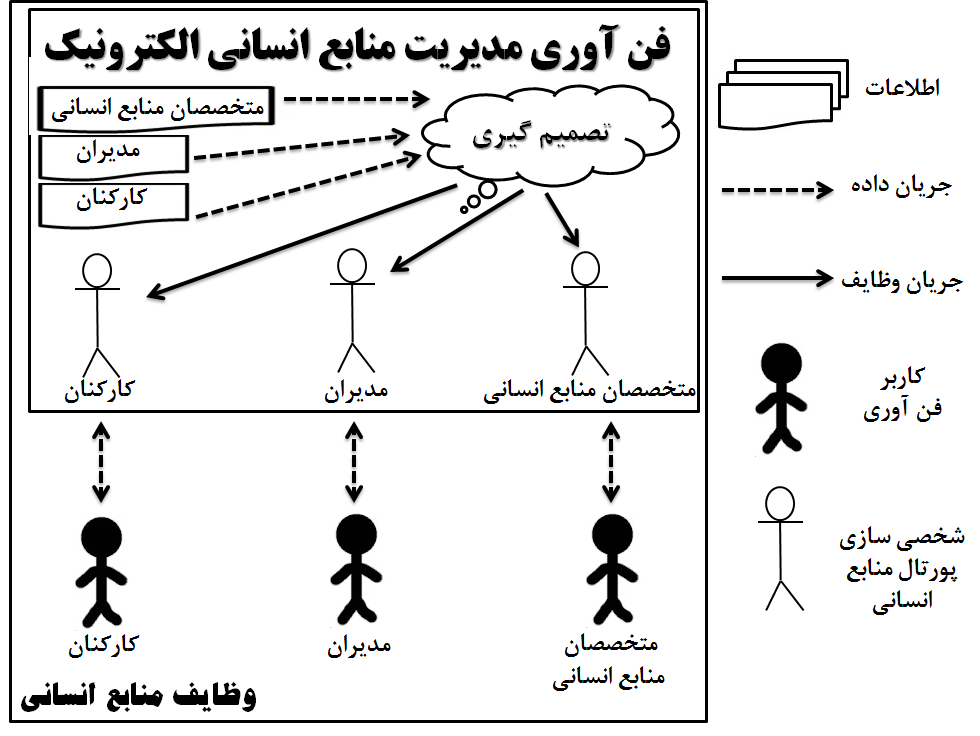 فن آوری مدیریت منابع انسانی الکترونیک
متخصصان منابع انسانی
مدیران
کارکنان
تصمیم گیری
کارکنان
مدیران
متخصصان منابع انسانی
کارکنان
مدیران
متخصصان
منابع انسانی
وظایف منابع انسانی
اطلاعات
جریان داده
جریان وظایف
کاربر
فن آوری
شخصی سازی
پورتال منابع
انسانی